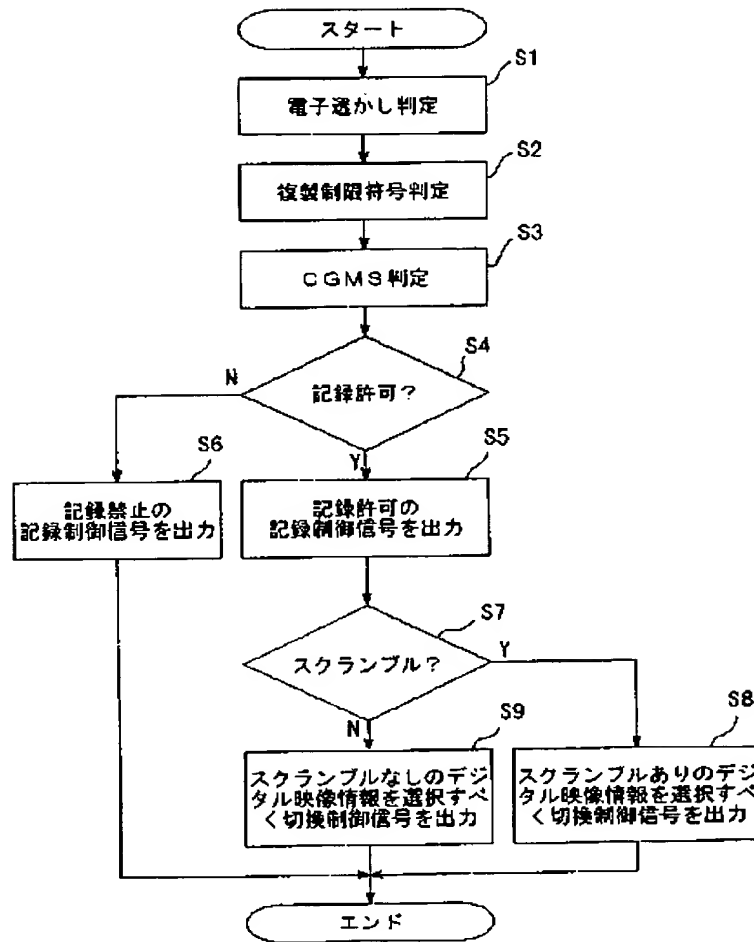 スタート
S1
電子透かし判定
S2
複製制限符号判定
S3
CGMS判定
S4
N
記録許可?
S6
Y
S5
記録禁止の
記録制御信号を出力
記録許可の
記録制御信号を出力
S7
スクランブル?
Y
N
S9
S8
スクランブルなしのデジ
タル映像情報を選択すべ
く切換制御信号を出力
スクランブルありのデジ
タル映像情報を選択すべ
く切換制御信号を出力
エンド